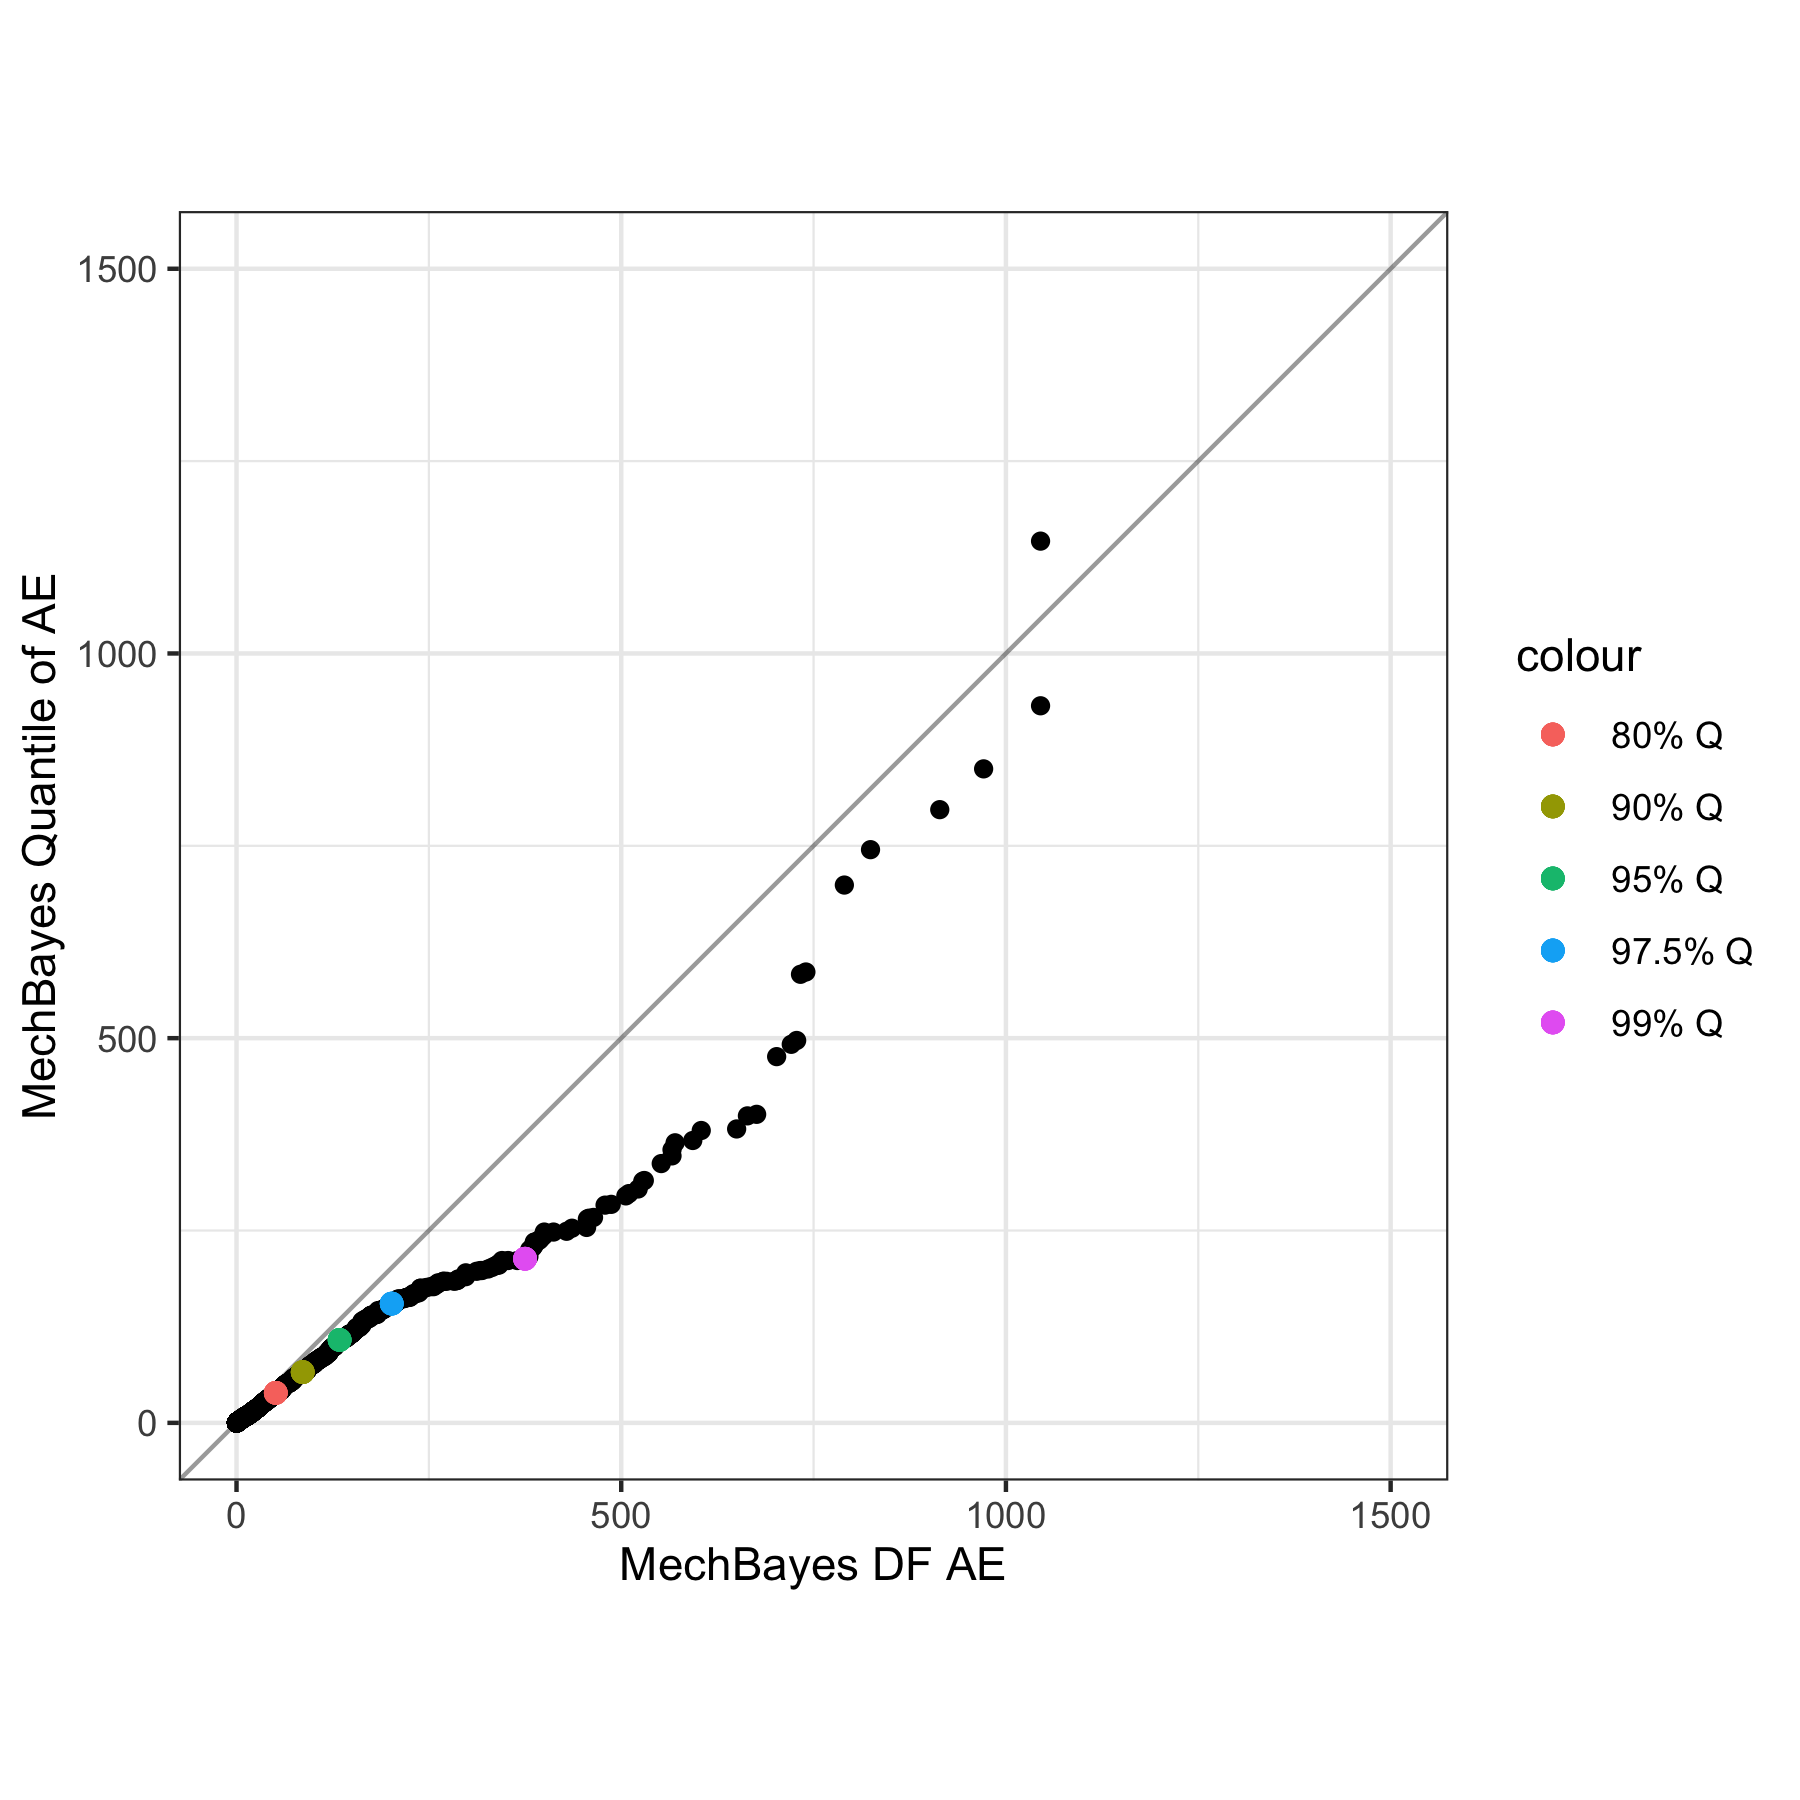 MechBayes Quantile of AE
1500
1000
500
0
0
500
1000
1500
MechBayes DF AE
colour
80% Q
90% Q
95% Q
97.5% Q
99% Q